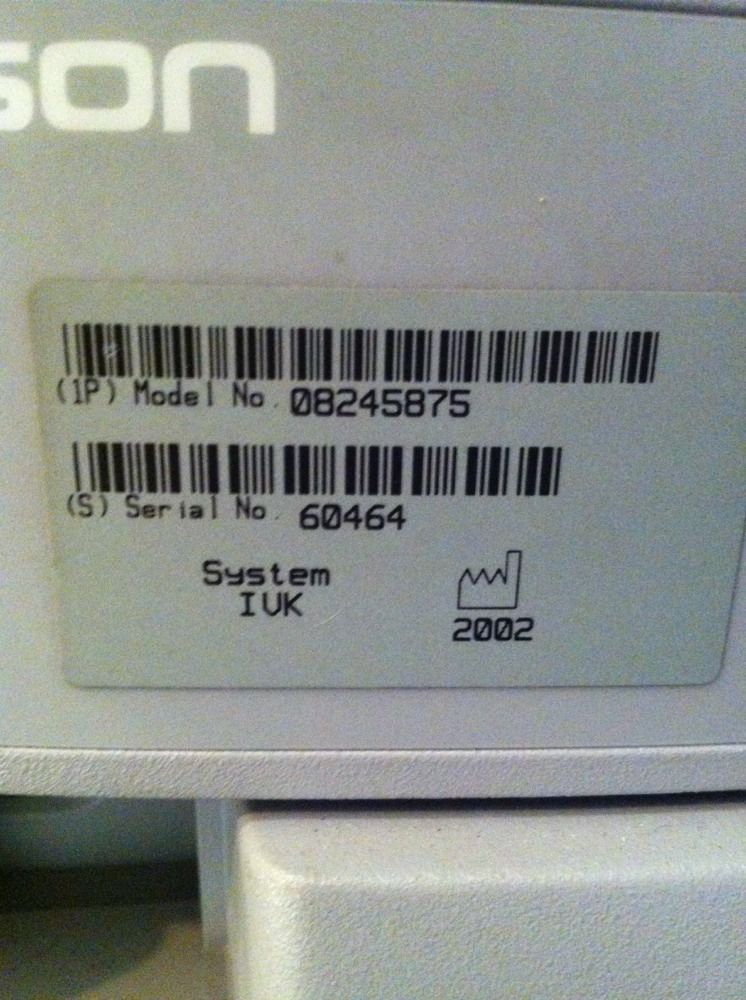 son
(1P) Model No. 08245875
(S) Serial No. 60464
System
IVK
2002